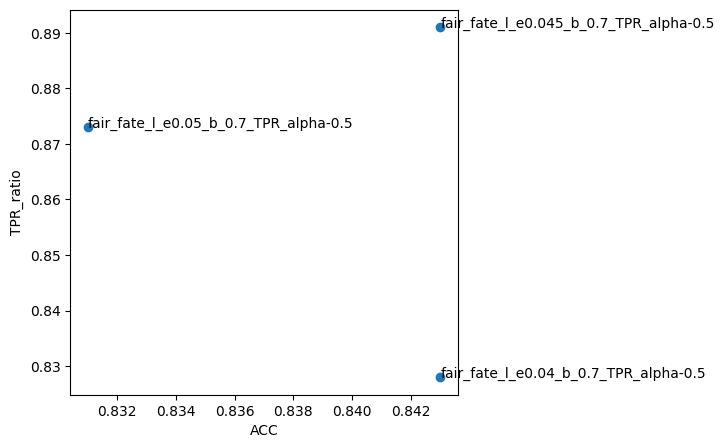 0.89
fair_fate_l_e0.045_b_0.7_TPR_alpha-0.5
0.88
0.87
fair_fate_l_e0.05_b_0.7_TPR_alpha-0.5
0.86
TPR_ratio
0.85
0.84
0.83
fair_fate_l_e0.04_b_0.7_TPR_alpha-0.5
0.832 0.834 0.836 0.838 0.840 0.842
ACC